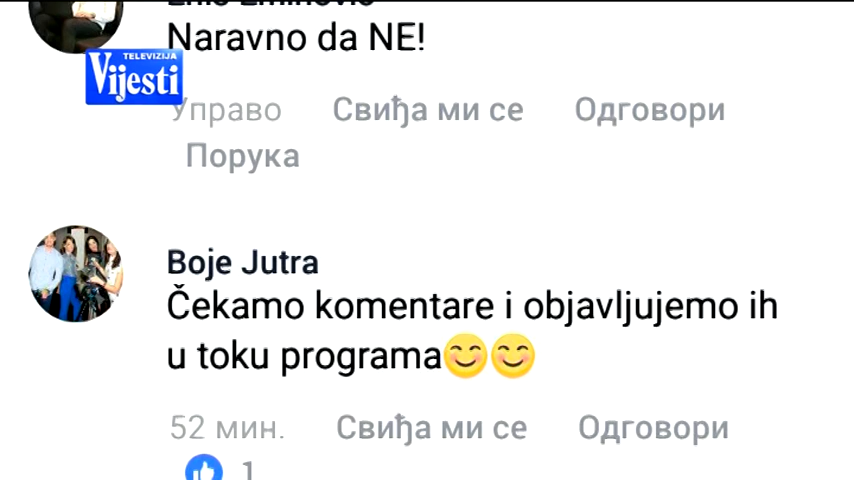 Naravno da NE!
TELEVIZIJA
Vijesti
Управо Свиђа ми се Одговори
Порука
Boje Jutra
Čekamo komentare i objavljujemo ih
u toku programa😊😊
52 мин. Свиђа ми се Одговори
1